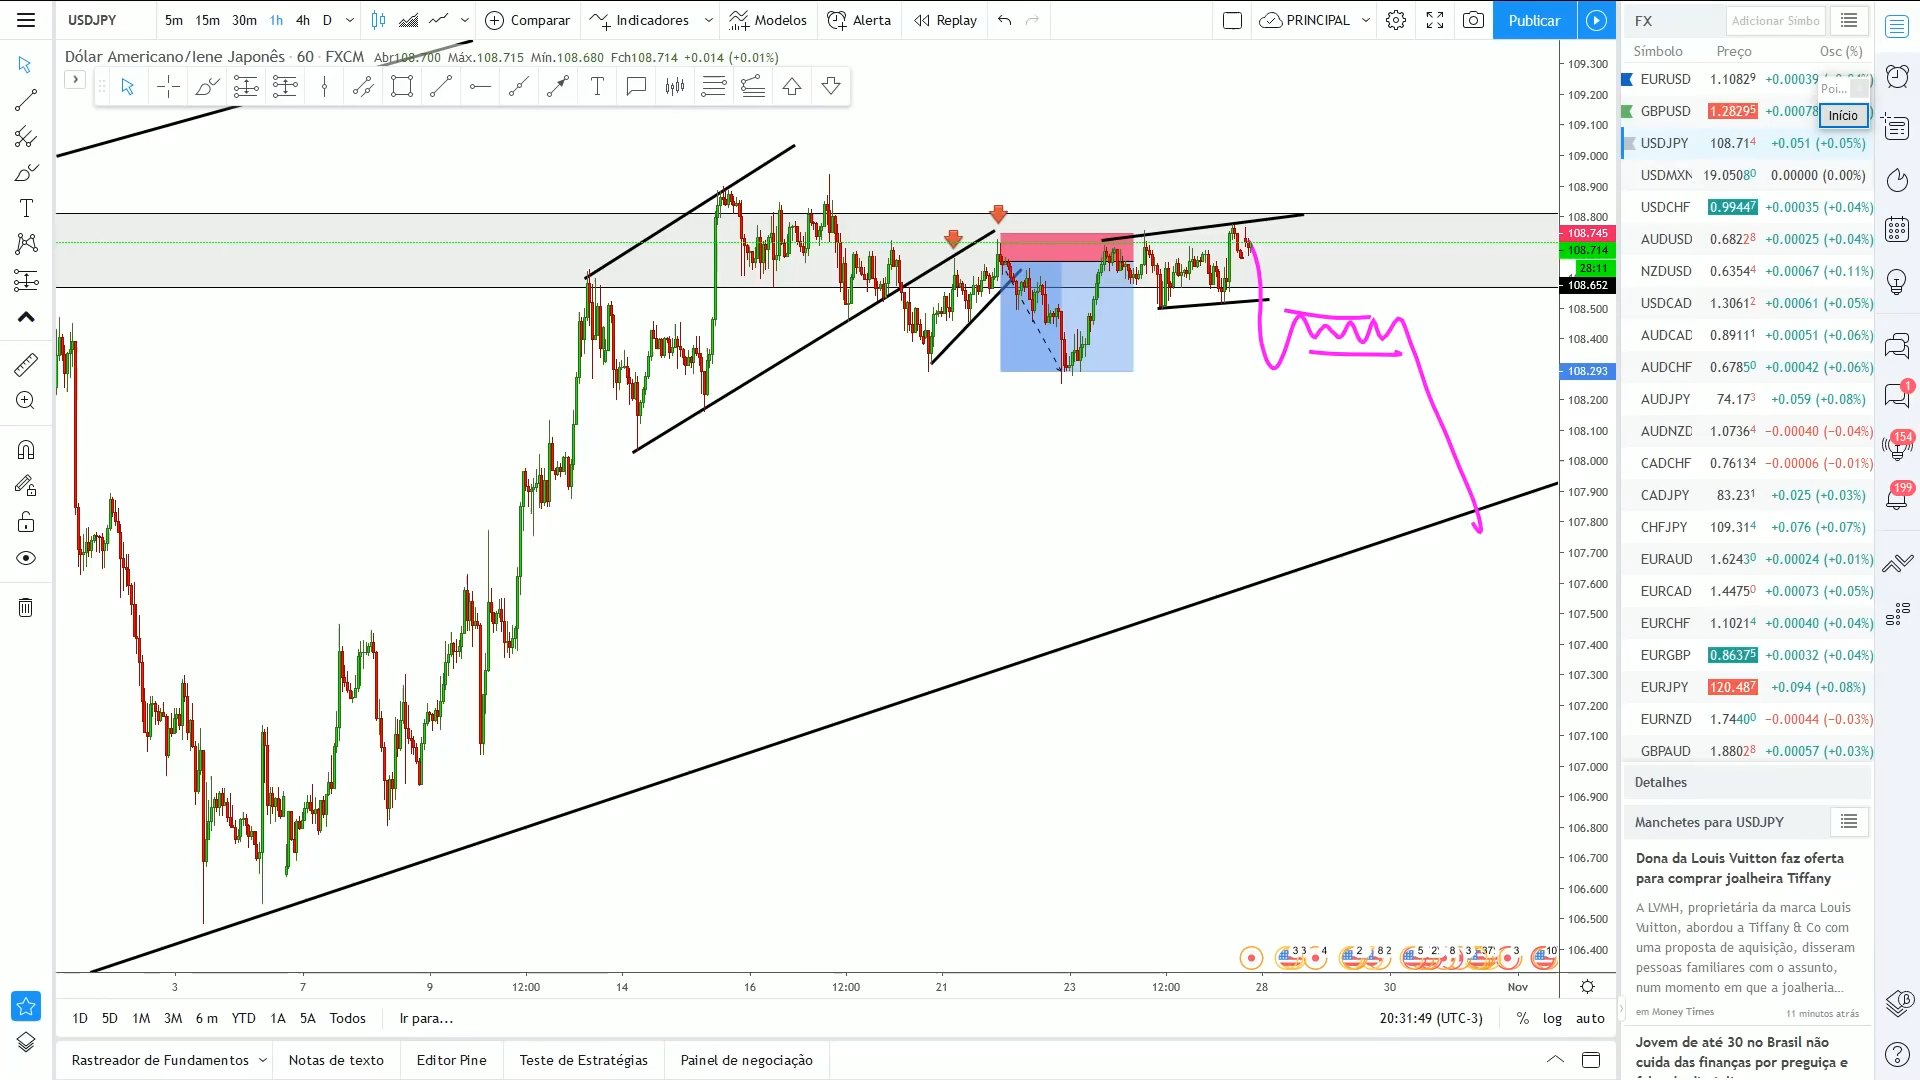 USDJPY 5m 15m 30m 1h 4h D Comparar Indicadores Modelos Alerta Replay PRINCIPAL Publicar
Dólar Americano/Iene Japonês · 60 · FXCM Abr108.700 Máx.108.715 Mín.108.680 Fch108.714 +0.014 (+0.01%)
109.300
109.200
109.100
109.000
108.900
108.800
108.745
108.714
28:11
108.652
108.500
108.400
108.293
108.200
108.100
108.000
107.900
107.800
107.700
107.600
107.500
107.400
107.300
107.200
107.100
107.000
106.900
106.800
106.700
106.600
106.500
106.400
3 7 9 12:00 14 16 12:00 21 23 12:00 28 30 Nov
1D 5D 1M 3M 6 m YTD 1A 5A Todos Ir para... 20:31:49 (UTC-3) % log auto
Rastreador de Fundamentos Notas de texto Editor Pine Teste de Estratégias Painel de negociação
FX Adicionar Símbo
Símbolo Preço Osc (%)
EURUSD 1.10829 +0.00039
Poi...
GBPUSD 1.28295 +0.00078
Início
USDJPY 108.714 +0.051 (+0.05%)
USDMXN 19.05080 0.00000 (0.00%)
USDCHF 0.99447 +0.00035 (+0.04%)
AUDUSD 0.68228 +0.00025 (+0.04%)
NZDUSD 0.63544 +0.00067 (+0.11%)
USDCAD 1.30612 +0.00061 (+0.05%)
AUDCAD 0.89111 +0.00051 (+0.06%)
AUDCHF 0.67850 +0.00042 (+0.06%)
AUDJPY 74.173 +0.059 (+0.08%)
AUDNZD 1.07364 −0.00040 (−0.04%)
CADCHF 0.76134 −0.00006 (−0.01%)
CADJPY 83.231 +0.025 (+0.03%)
CHFJPY 109.314 +0.076 (+0.07%)
EURAUD 1.62430 +0.00024 (+0.01%)
EURCAD 1.44750 +0.00073 (+0.05%)
EURCHF 1.10214 +0.00040 (+0.04%)
EURGBP 0.86375 +0.00032 (+0.04%)
EURJPY 120.487 +0.094 (+0.08%)
EURNZD 1.74400 −0.00044 (−0.03%)
GBPAUD 1.88028 +0.00057 (+0.03%)
Detalhes
Manchetes para USDJPY
Dona da Louis Vuitton faz oferta
para comprar joalheira Tiffany
A LVMH, proprietária da marca Louis
Vuitton, abordou a Tiffany & Co com
uma proposta de aquisição, disseram
pessoas familiares com o assunto,
num momento em que a joalheria...
em Money Times 11 minutos atrás
Jovem de até 30 no Brasil não
cuida das finanças por preguiça e
1
154
199